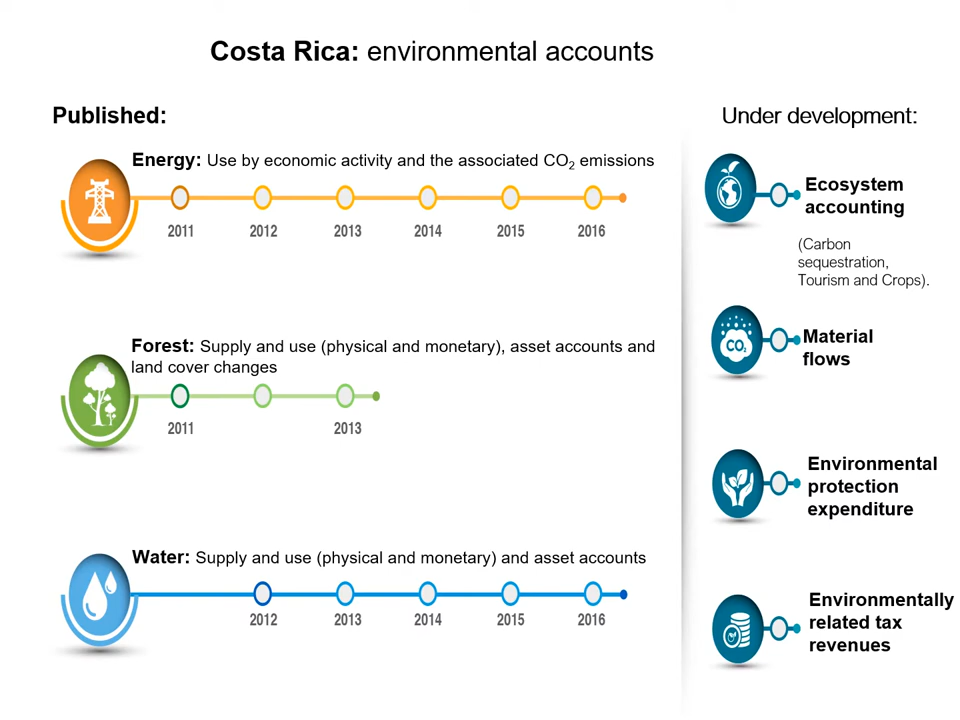 Costa Rica: environmental accounts
Published:
Energy: Use by economic activity and the associated CO₂ emissions
2011 2012 2013 2014 2015 2016
Forest: Supply and use (physical and monetary), asset accounts and
land cover changes
2011 2013
Water: Supply and use (physical and monetary) and asset accounts
2012 2013 2014 2015 2016
Under development:
Ecosystem
accounting
(Carbon
sequestration,
Tourism and Crops).
CO₂
Material
flows
Environmental
protection
expenditure
Environmentally
related tax
revenues